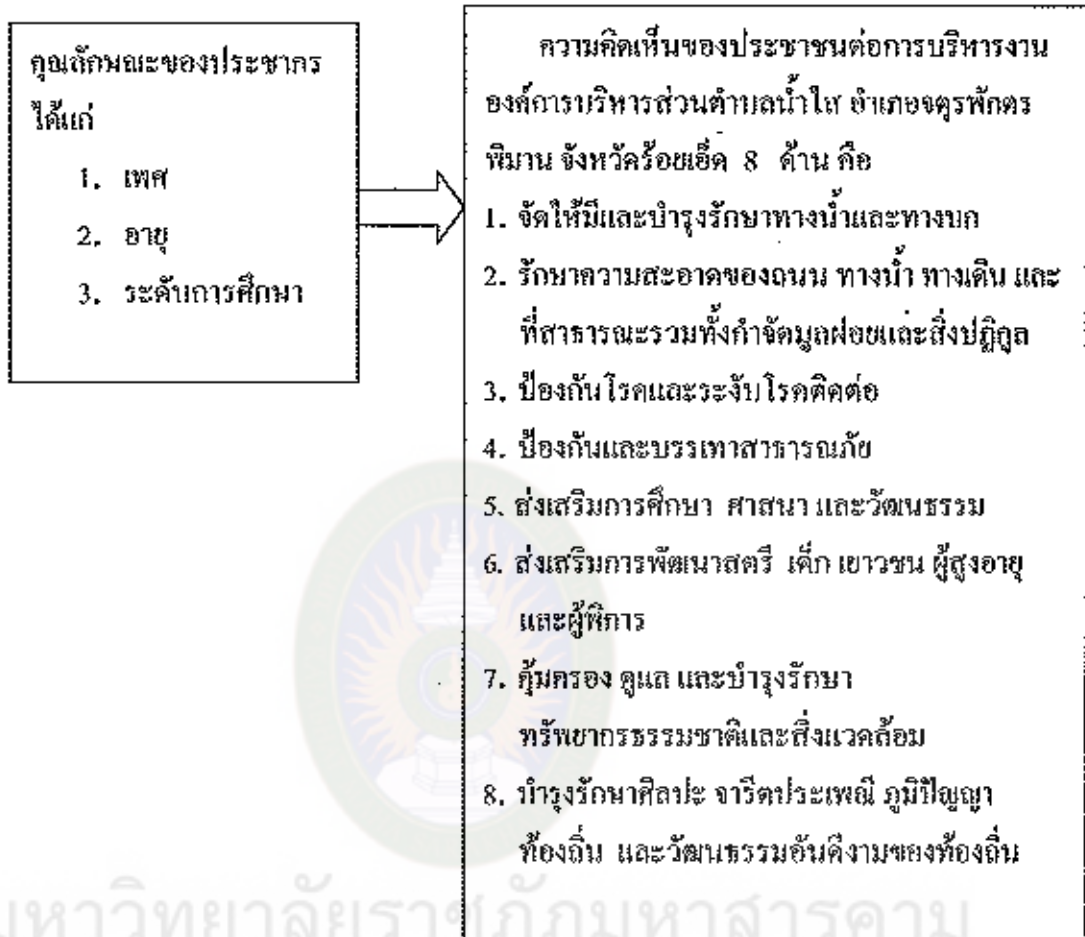 คุณลักษณะของประชากร
ได้แก่
1. เพศ
2. อายุ
3. ระดับการศึกษา
ความคิดเห็นของประชาชนต่อการบริหารงาน
องค์การบริหารส่วนตำบลน้ำใส อำเภอจตุรพักตร
พิมาน จังหวัดร้อยเอ็ด 8 ด้าน คือ
1. จัดให้มีและบำรุงรักษาทางน้ำและทางบก
2. รักษาความสะอาดของถนน ทางน้ำ ทางเดิน และ
ที่สาธารณะรวมทั้งกำจัดมูลฝอยและสิ่งปฏิกูล
3. ป้องกันโรคและระงับโรคติดต่อ
4. ป้องกันและบรรเทาสาธารณภัย
5. ส่งเสริมการศึกษา ศาสนา และวัฒนธรรม
6. ส่งเสริมการพัฒนาสตรี เด็ก เยาวชน ผู้สูงอายุ
และผู้พิการ
7. คุ้มครอง ดูแล และบำรุงรักษา
ทรัพยากรธรรมชาติและสิ่งแวดล้อม
8. บำรุงรักษาศิลปะ จารีตประเพณี ภูมิปัญญา
ท้องถิ่น และวัฒนธรรมอันดีงามของท้องถิ่น
มหาวิทยาลัยราชภัฏมหาสารคาม